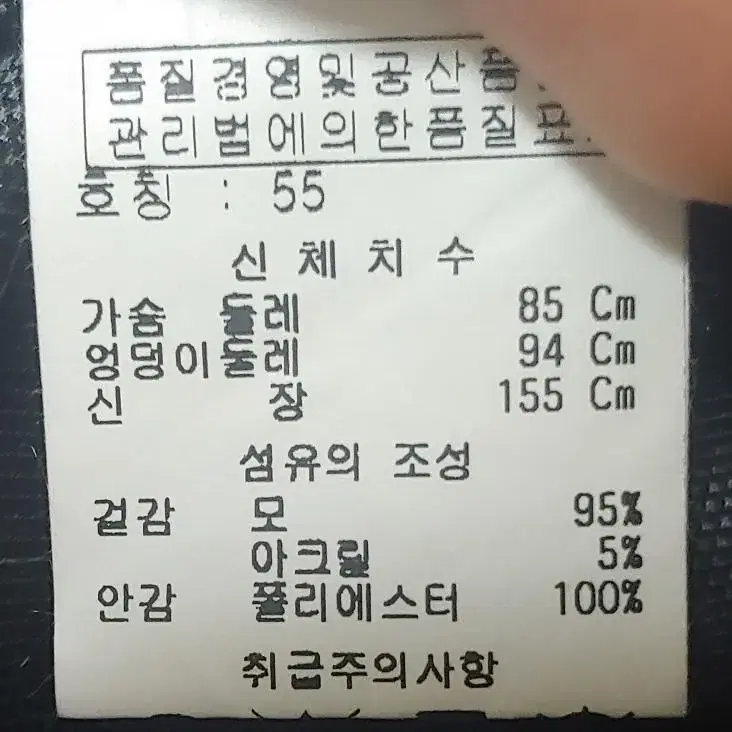 품질경영및공산품
관리법에의한품질표
호칭 : 55
신 체 치 수
가슴 둘레 85 Cm
엉덩이둘레 94 Cm
신 장 155 Cm
섬유의 조성
겉감 모 95%
아크릴 5%
안감 폴리에스터 100%
취급주의사항